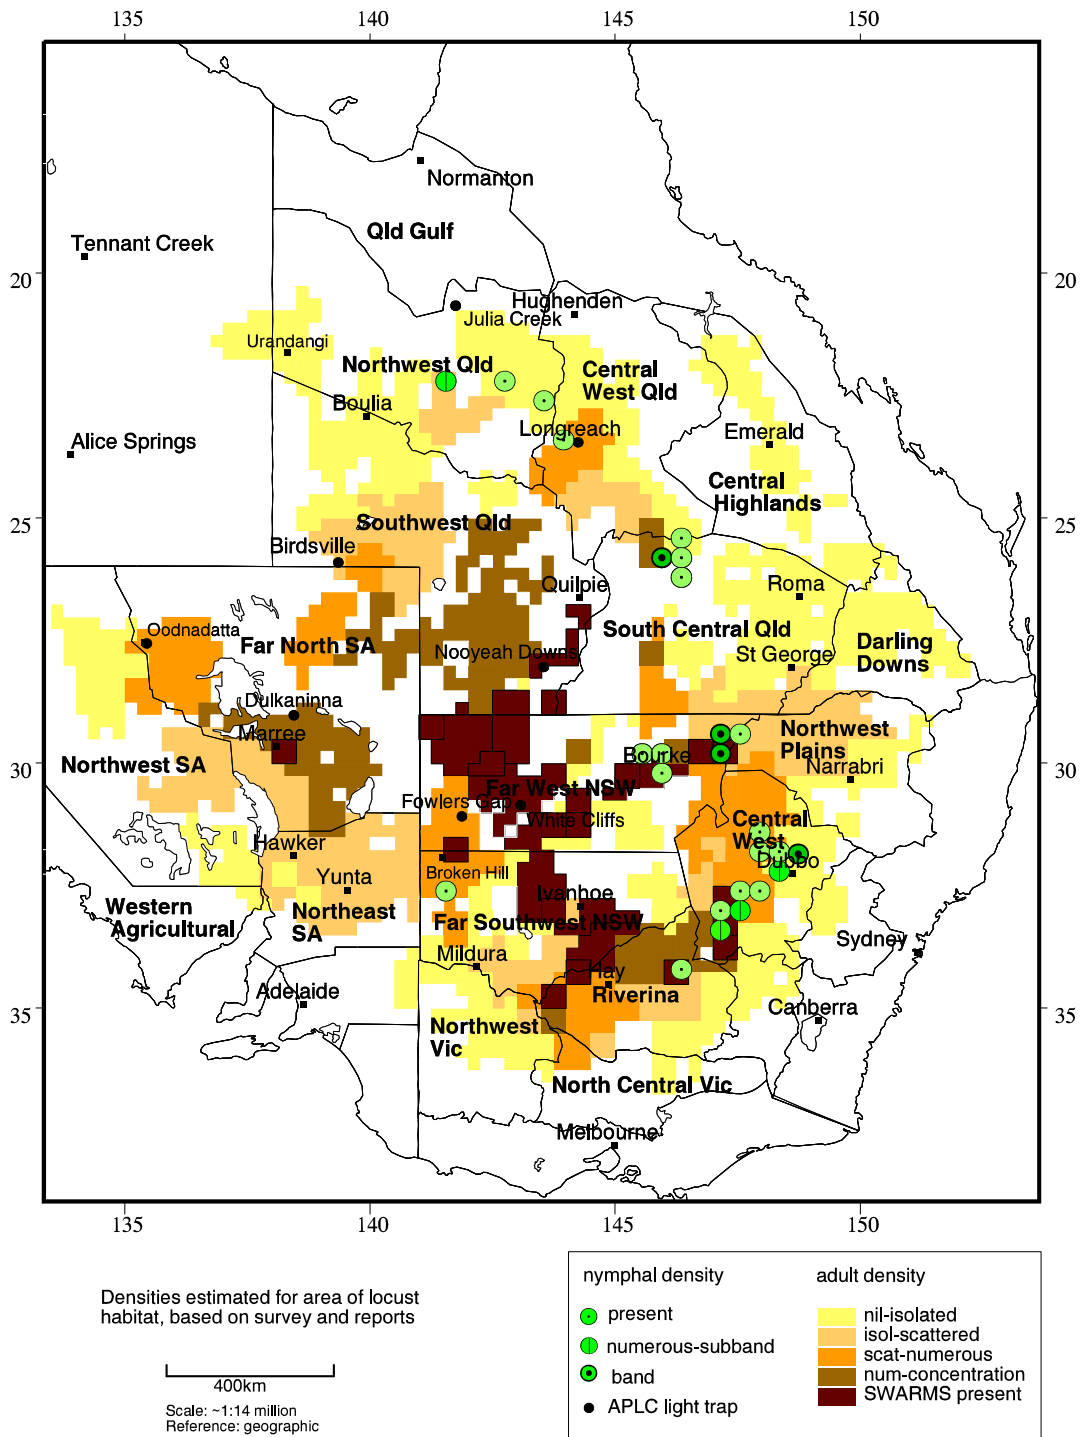 135
140
145
150
Normanton
Qld Gulf
Tennant Creek
20
20
Hughenden
Julia Creek
Urandangi
Northwest Qld
Central
West Qld
Boulia
Longreach
Emerald
Alice Springs
Central
Highlands
25
Southwest Qld
25
Birdsville
Quilpie
Roma
Oodnadatta
Far North SA
South Central Qld
Darling
Downs
Nooyeah Downs
St George
Dulkaninna
Marree
Northwest
Plains
Bourke
30
Northwest SA
Narrabri
30
Far West NSW
Fowlers Gap
White Cliffs
Central
West
Hawker
Dubbo
Broken Hill
Yunta
Ivanhoe
Western
Agricultural
Northeast
SA
Far Southwest NSW
Sydney
Mildura
Hay
Adelaide
Riverina
Canberra
35
35
Northwest
Vic
North Central Vic
Melbourne
135
140
145
150
Densities estimated for area of locust
habitat, based on survey and reports
400km
Scale: ~1:14 million
Reference: geographic
nymphal density
present
numerous-subband
band
APLC light trap
adult density
nil-isolated
isol-scattered
scat-numerous
num-concentration
SWARMS present